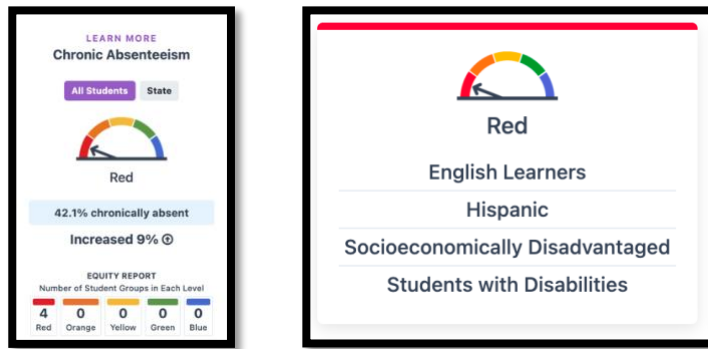 LEARN MORE
Chronic Absenteeism
All Students State
Red
42.1% chronically absent
Increased 9%
EQUITY REPORT
Number of Student Groups in Each Level
4 0 0 0 0
Red Orange Yellow Green Blue
Red
English Learners
Hispanic
Socioeconomically Disadvantaged
Students with Disabilities